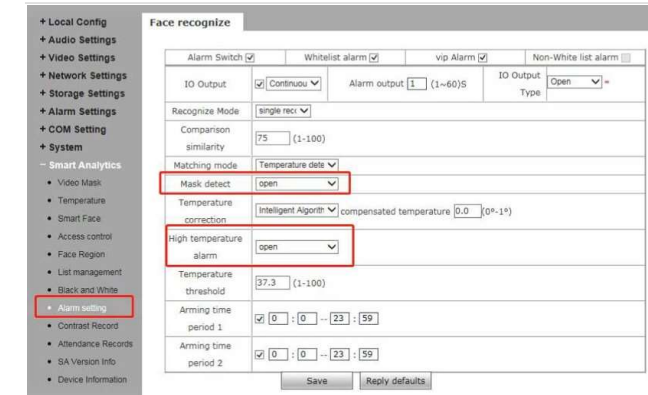 + Local Config
+ Audio Settings
+ Video Settings
+ Network Settings
+ Storage Settings
+ Alarm Settings
+ COM Setting
+ System
− Smart Analytics
• Video Mask
• Temperature
• Smart Face
• Access control
• Face Region
• List management
• Black and White
• Alarm setting
• Contrast Record
• Attendance Records
• SA Version Info
• Device Information
Face recognize
Alarm Switch Whitelist alarm vip Alarm Non-White list alarm
IO Output Continuou Alarm output 1 (1~60)S IO Output Type Open
Recognize Mode single reco
Comparison similarity 75 (1-100)
Matching mode Temperature dete
Mask detect open
Temperature correction Intelligent Algorith compensated temperature 0.0 (0°-1°)
High temperature alarm open
Temperature threshold 37.3 (1-100)
Arming time period 1 0 : 0 -- 23 : 59
Arming time period 2 0 : 0 -- 23 : 59
Save Reply defaults